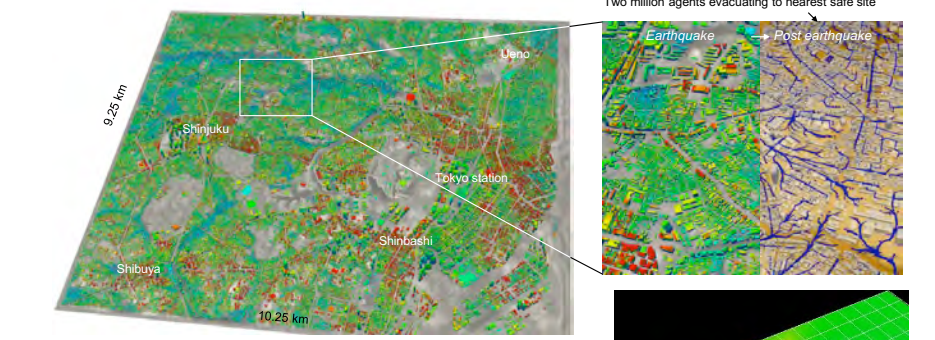 Two million agents evacuating to nearest safe site
Earthquake
Post earthquake
Ueno
9.25 km
Shinjuku
Tokyo station
Shinbashi
Shibuya
10.25 km